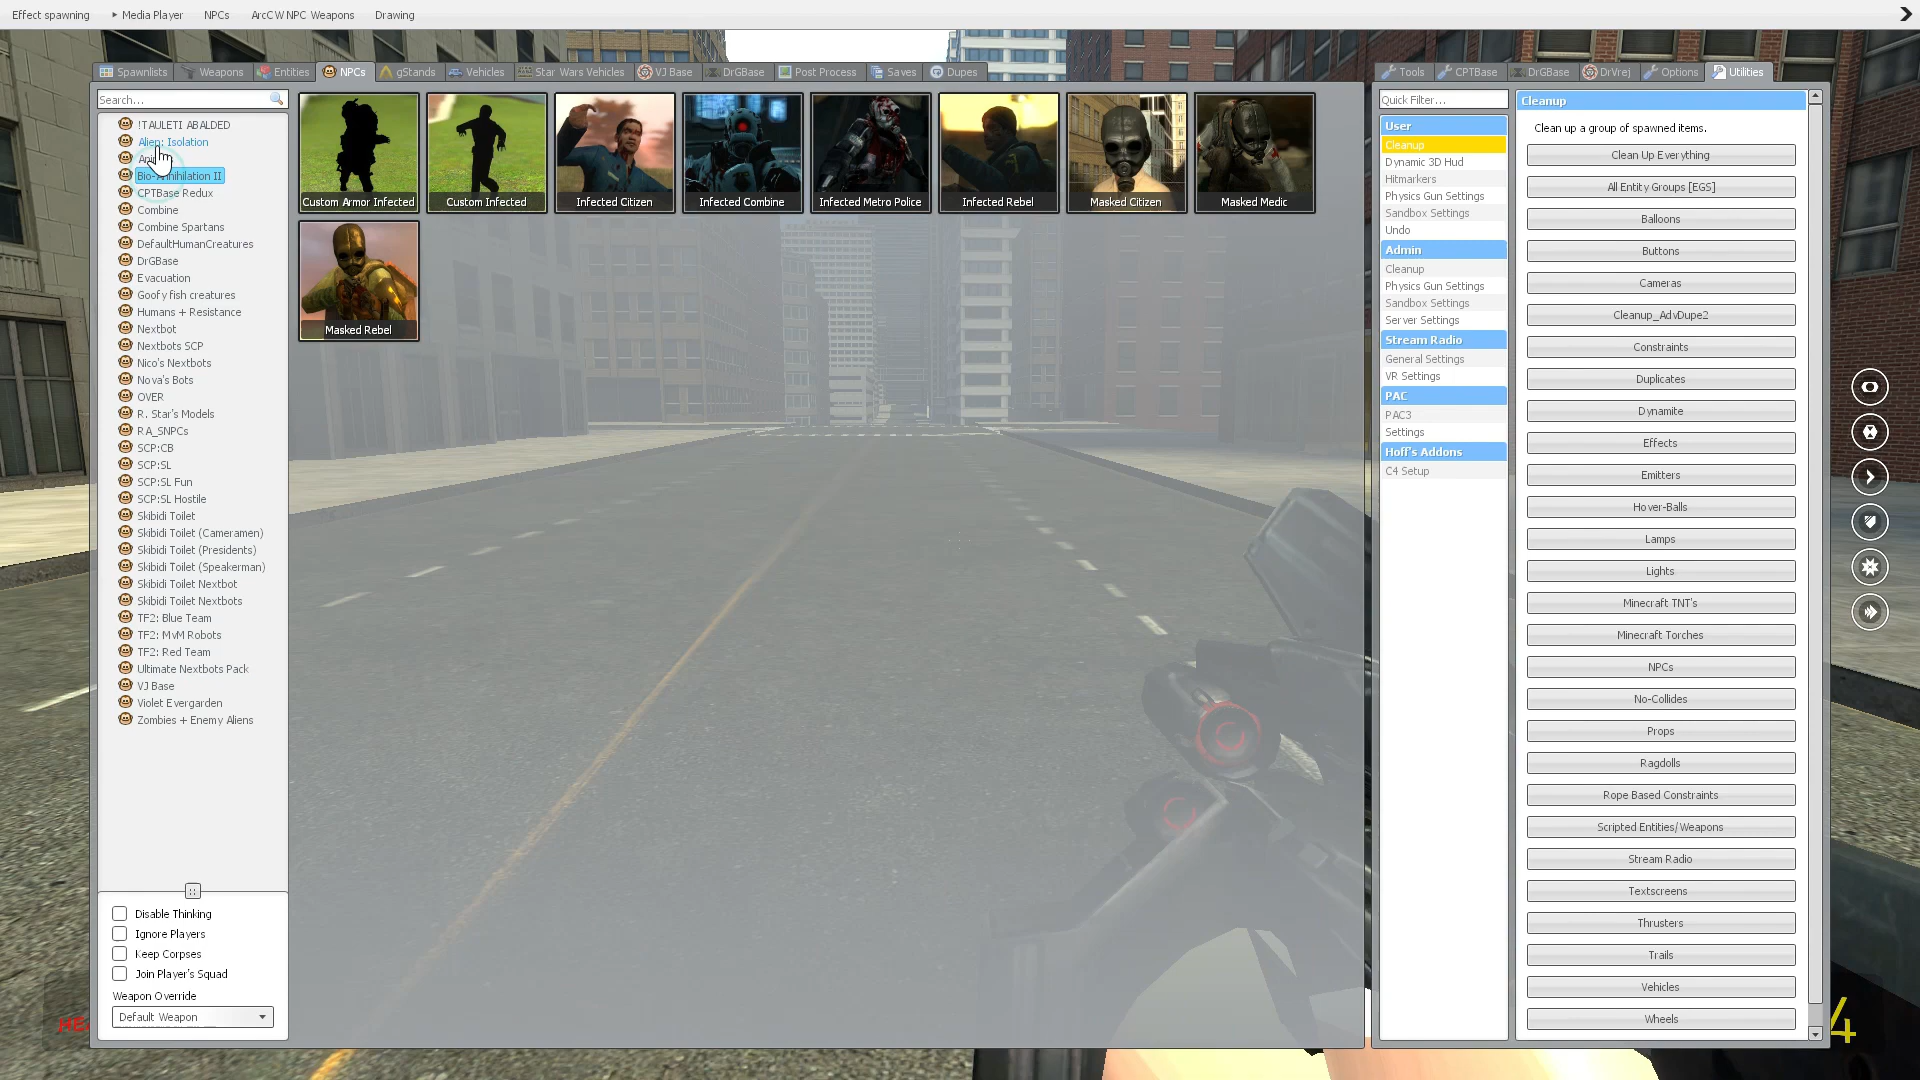 Effect spawning
Media Player
NPCs
ArcCW NPC Weapons
Drawing
Spawnlists
Weapons
Entities
NPCs
gStands
Vehicles
Star Wars Vehicles
VJ Base
DrGBase
Post Process
Saves
Dupes
Search...
!TAULETI ABALDED
Alien: Isolation
Bio-Annihilation II
CPTBase Redux
Combine
Combine Spartans
DefaultHumanCreatures
DrGBase
Evacuation
Goofy fish creatures
Humans + Resistance
Nextbot
Nextbots SCP
Nico's Nextbots
Nova's Bots
OVER
R. Star's Models
RA_SNPCs
SCP:CB
SCP:SL
SCP:SL Fun
SCP:SL Hostile
Skibidi Toilet
Skibidi Toilet (Cameramen)
Skibidi Toilet (Presidents)
Skibidi Toilet (Speakerman)
Skibidi Toilet Nextbot
Skibidi Toilet Nextbots
TF2: Blue Team
TF2: MvM Robots
TF2: Red Team
Ultimate Nextbots Pack
VJ Base
Violet Evergarden
Zombies + Enemy Aliens
Disable Thinking
Ignore Players
Keep Corpses
Join Player's Squad
Weapon Override
Default Weapon
Custom Armor Infected
Custom Infected
Infected Citizen
Infected Combine
Infected Metro Police
Infected Rebel
Masked Citizen
Masked Medic
Masked Rebel
Tools
CPTBase
DrGBase
DrVrej
Options
Utilities
Quick Filter...
User
Cleanup
Dynamic 3D Hud
Hitmarkers
Physics Gun Settings
Sandbox Settings
Undo
Admin
Cleanup
Physics Gun Settings
Sandbox Settings
Server Settings
Stream Radio
General Settings
VR Settings
PAC
PAC3
Settings
Hoff's Addons
C4 Setup
Cleanup
Clean up a group of spawned items.
Clean Up Everything
All Entity Groups [EGS]
Balloons
Buttons
Cameras
Cleanup_AdvDupe2
Constraints
Duplicates
Dynamite
Effects
Emitters
Hover-Balls
Lamps
Lights
Minecraft TNT's
Minecraft Torches
NPCs
No-Collides
Props
Ragdolls
Rope Based Constraints
Scripted Entities/Weapons
Stream Radio
Textscreens
Thrusters
Trails
Vehicles
Wheels
4